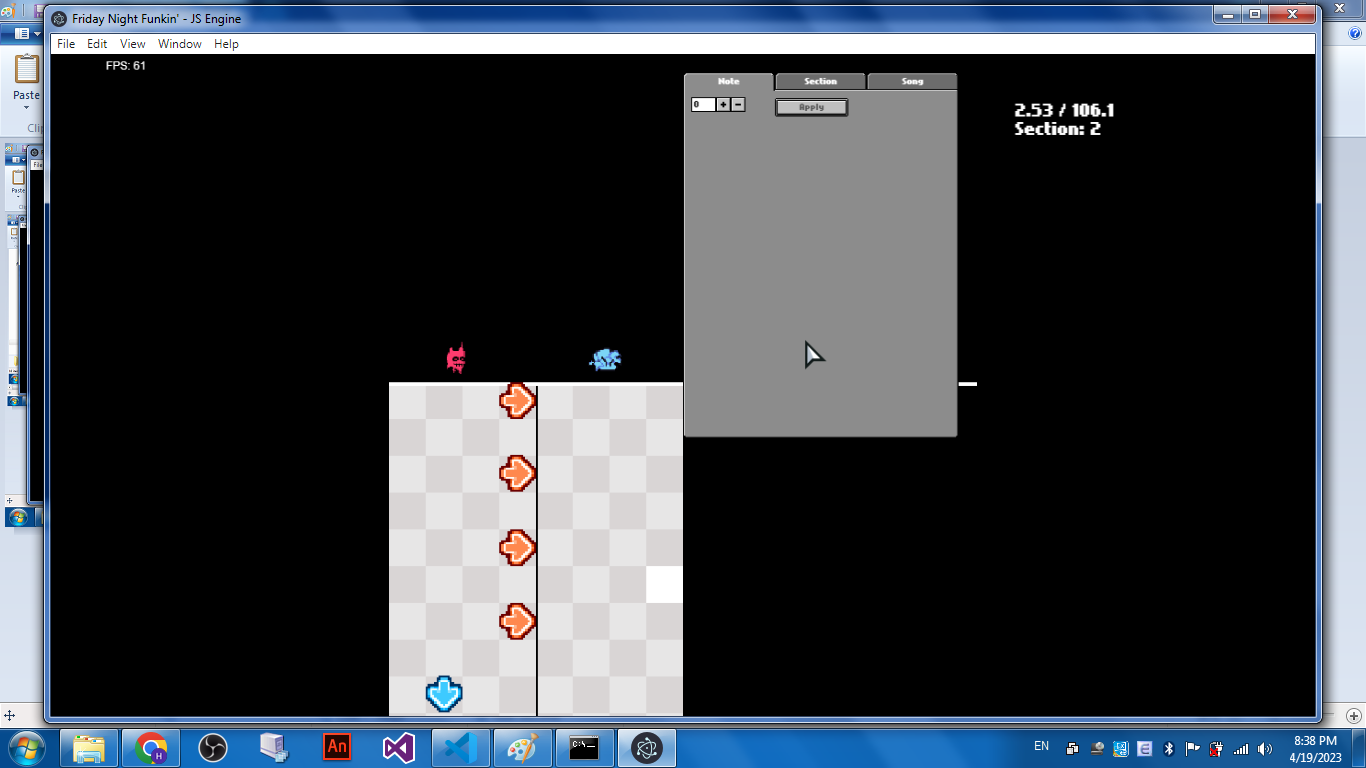 Friday Night Funkin' - JS Engine
File Edit View Window Help
FPS: 61
Paste
Note Section Song
0 + − Apply
2.53 / 106.1
Section: 2
An
EN
8:38 PM
4/19/2023